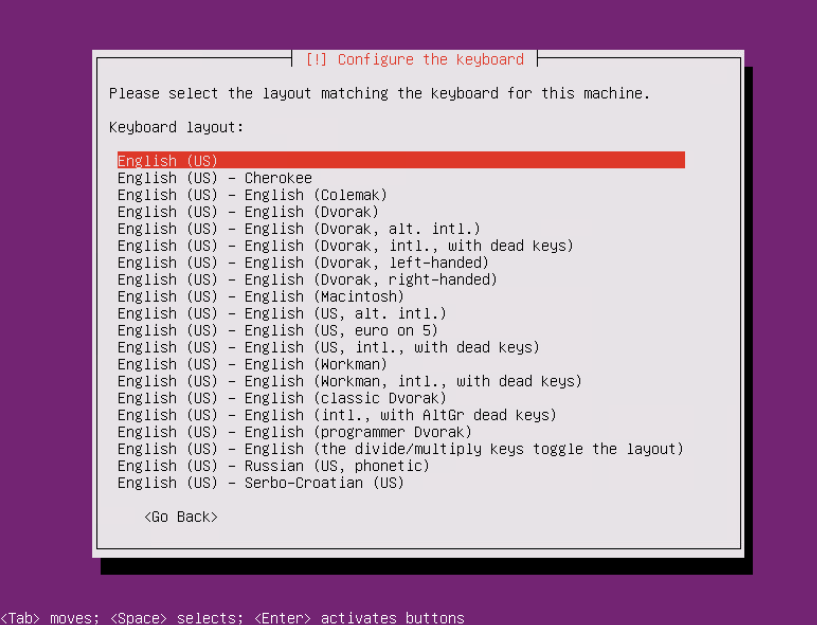 [!] Configure the keyboard
Please select the layout matching the keyboard for this machine.
Keyboard layout:
English (US)
English (US) – Cherokee
English (US) – English (Colemak)
English (US) – English (Dvorak)
English (US) – English (Dvorak, alt. intl.)
English (US) – English (Dvorak, intl., with dead keys)
English (US) – English (Dvorak, left-handed)
English (US) – English (Dvorak, right-handed)
English (US) – English (Macintosh)
English (US) – English (US, alt. intl.)
English (US) – English (US, euro on 5)
English (US) – English (US, intl., with dead keys)
English (US) – English (Workman)
English (US) – English (Workman, intl., with dead keys)
English (US) – English (classic Dvorak)
English (US) – English (intl., with AltGr dead keys)
English (US) – English (programmer Dvorak)
English (US) – English (the divide/multiply keys toggle the layout)
English (US) – Russian (US, phonetic)
English (US) – Serbo-Croatian (US)
<Go Back>
<Tab> moves; <Space> selects; <Enter> activates buttons